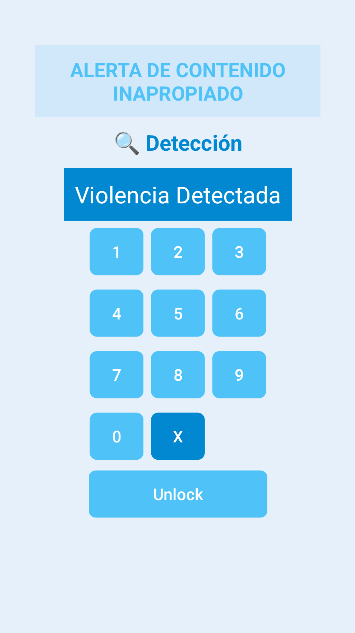 ALERTA DE CONTENIDO
INAPROPIADO
🔍 Detección
Violencia Detectada
1 2 3
4 5 6
7 8 9
0 X
Unlock